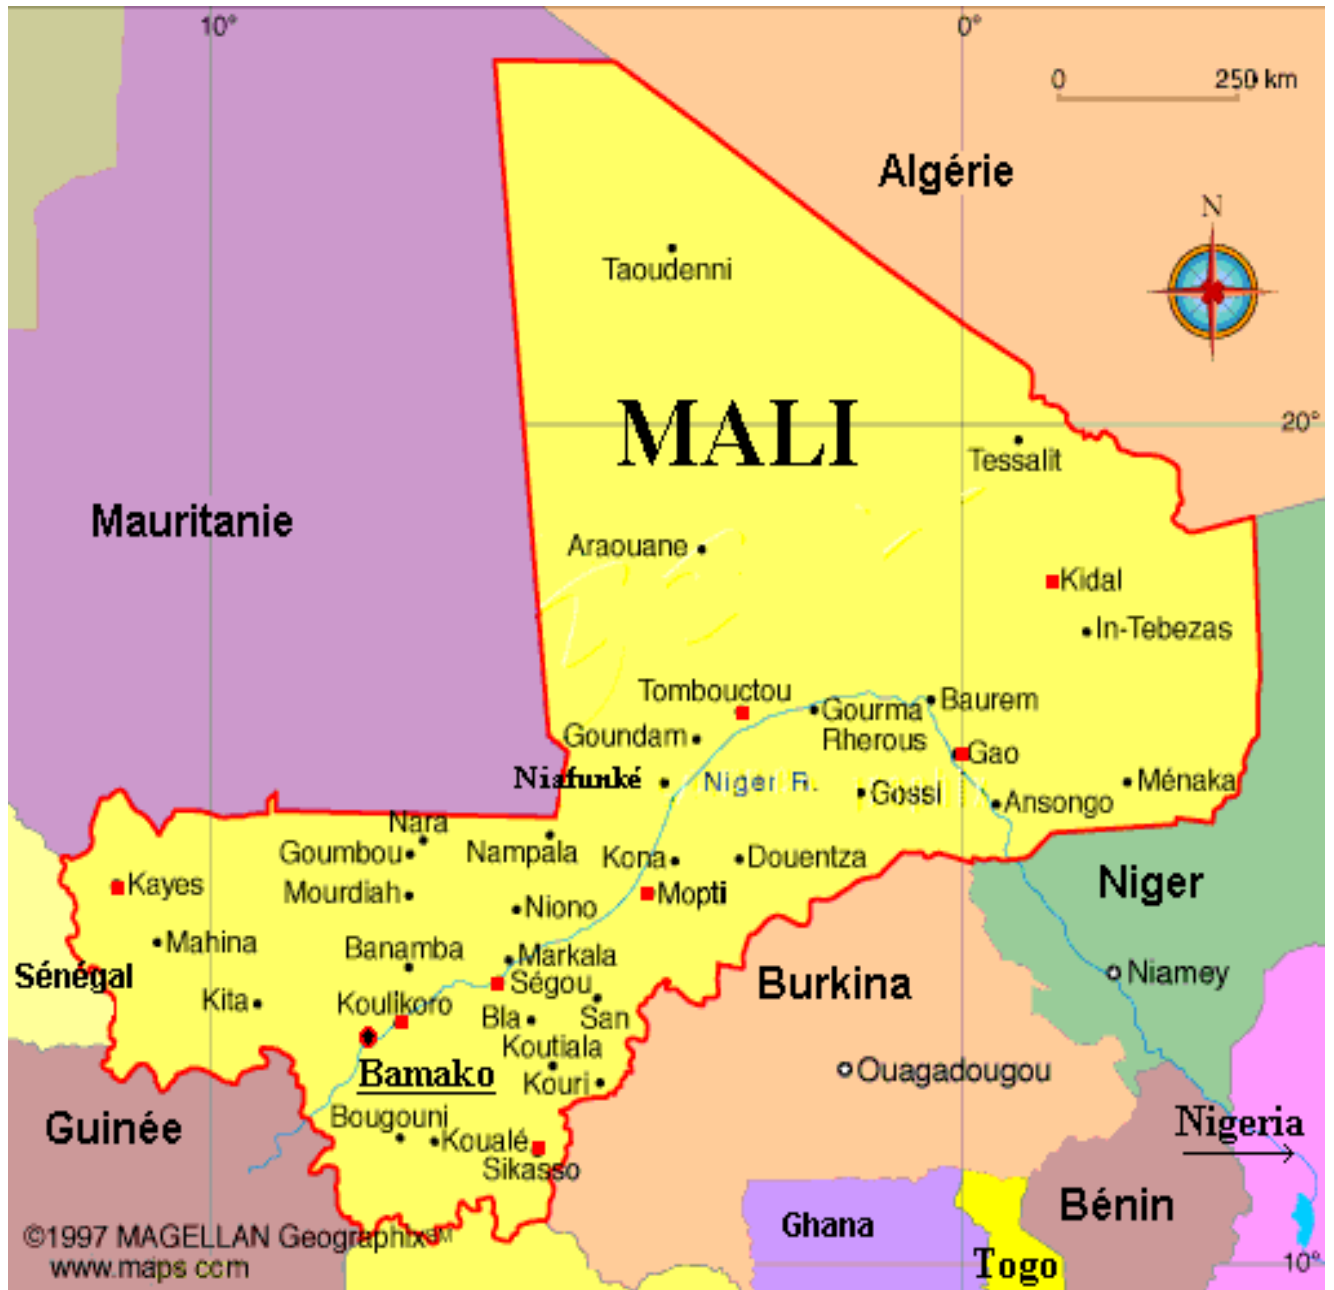 10°
0°
0 250 km
Algérie
N
Taoudenni
MALI
20°
Tessalit
Mauritanie
Araouane
Kidal
In-Tebezas
Tombouctou
Baurem
Gourma
Rherous
Goundam
Gao
Niafunké
Niger R.
Gossi
Ménaka
Ansongo
Nara
Goumbou
Nampala
Kona
Douentza
Kayes
Mourdiah
Mopti
Niger
Niono
Mahina
Banamba
Markala
Sénégal
Ségou
Burkina
Niamey
Kita
Koulikoro
Bla
San
Koutiala
Bamako
Kouri
Ouagadougou
Guinée
Bougouni
Koualé
Nigeria
Sikasso
Bénin
Ghana
©1997 MAGELLAN Geographix℠
www.maps com
Togo
10°